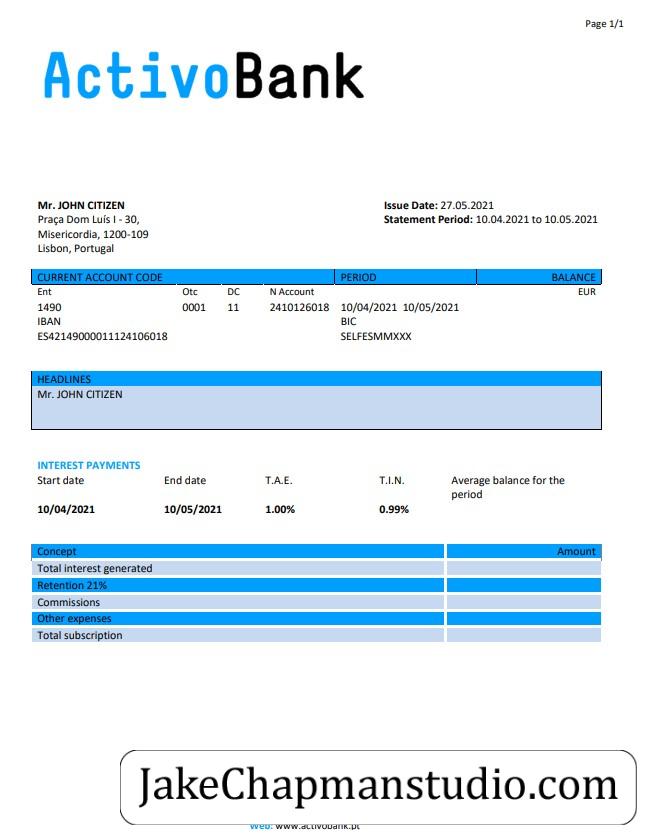 Page 1/1
ActivoBank
Mr. JOHN CITIZEN
Praça Dom Luís I - 30,
Misericordia, 1200-109
Lisbon, Portugal
Issue Date: 27.05.2021
Statement Period: 10.04.2021 to 10.05.2021
CURRENT ACCOUNT CODE PERIOD BALANCE
Ent Otc DC N Account EUR
1490 0001 11 2410126018 10/04/2021 10/05/2021
IBAN BIC
ES42149000011124106018 SELFESMMXXX
HEADLINES
Mr. JOHN CITIZEN
INTEREST PAYMENTS
Start date End date T.A.E. T.I.N. Average balance for the
period
10/04/2021 10/05/2021 1.00% 0.99%
Concept Amount
Total interest generated
Retention 21%
Commissions
Other expenses
Total subscription
JakeChapmanstudio.com
Web: www.activobank.pt